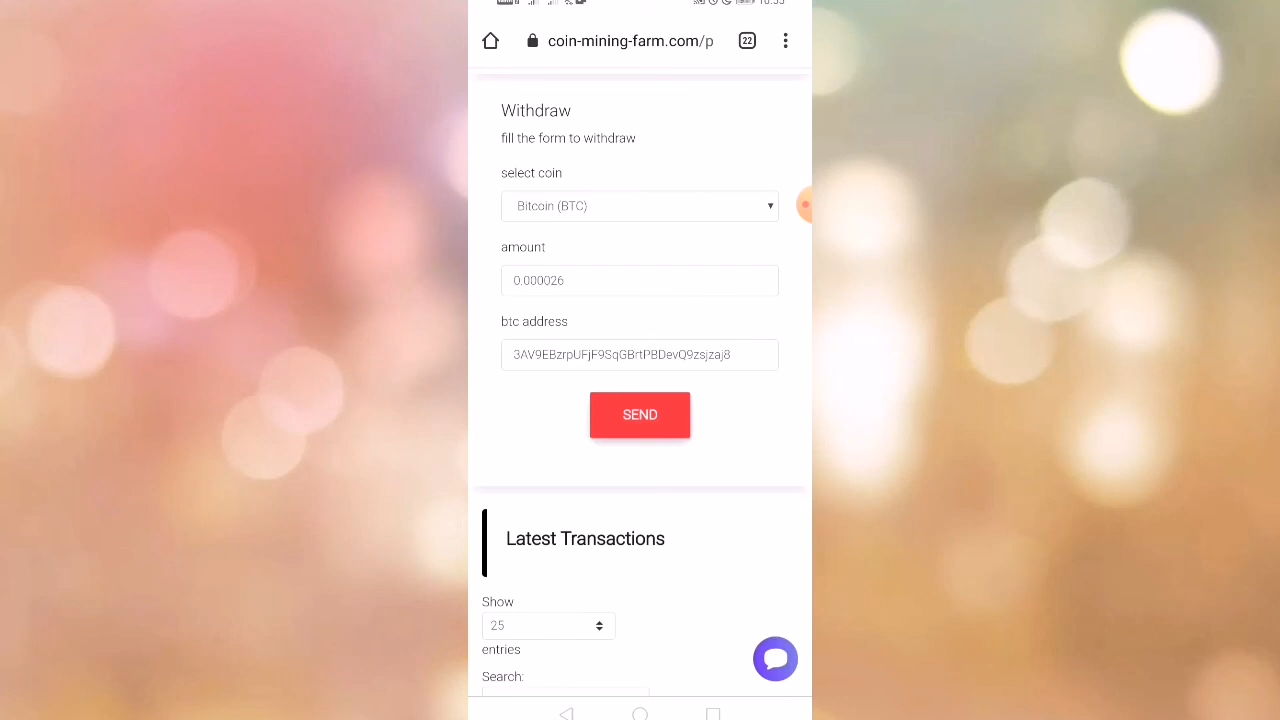 coin-mining-farm.com/p
22
Withdraw
fill the form to withdraw
select coin
Bitcoin (BTC)
amount
0.000026
btc address
3AV9EBzrpUFjF9SqGBrtPBDevQ9zsjzaj8
SEND
Latest Transactions
Show
25
entries
Search: